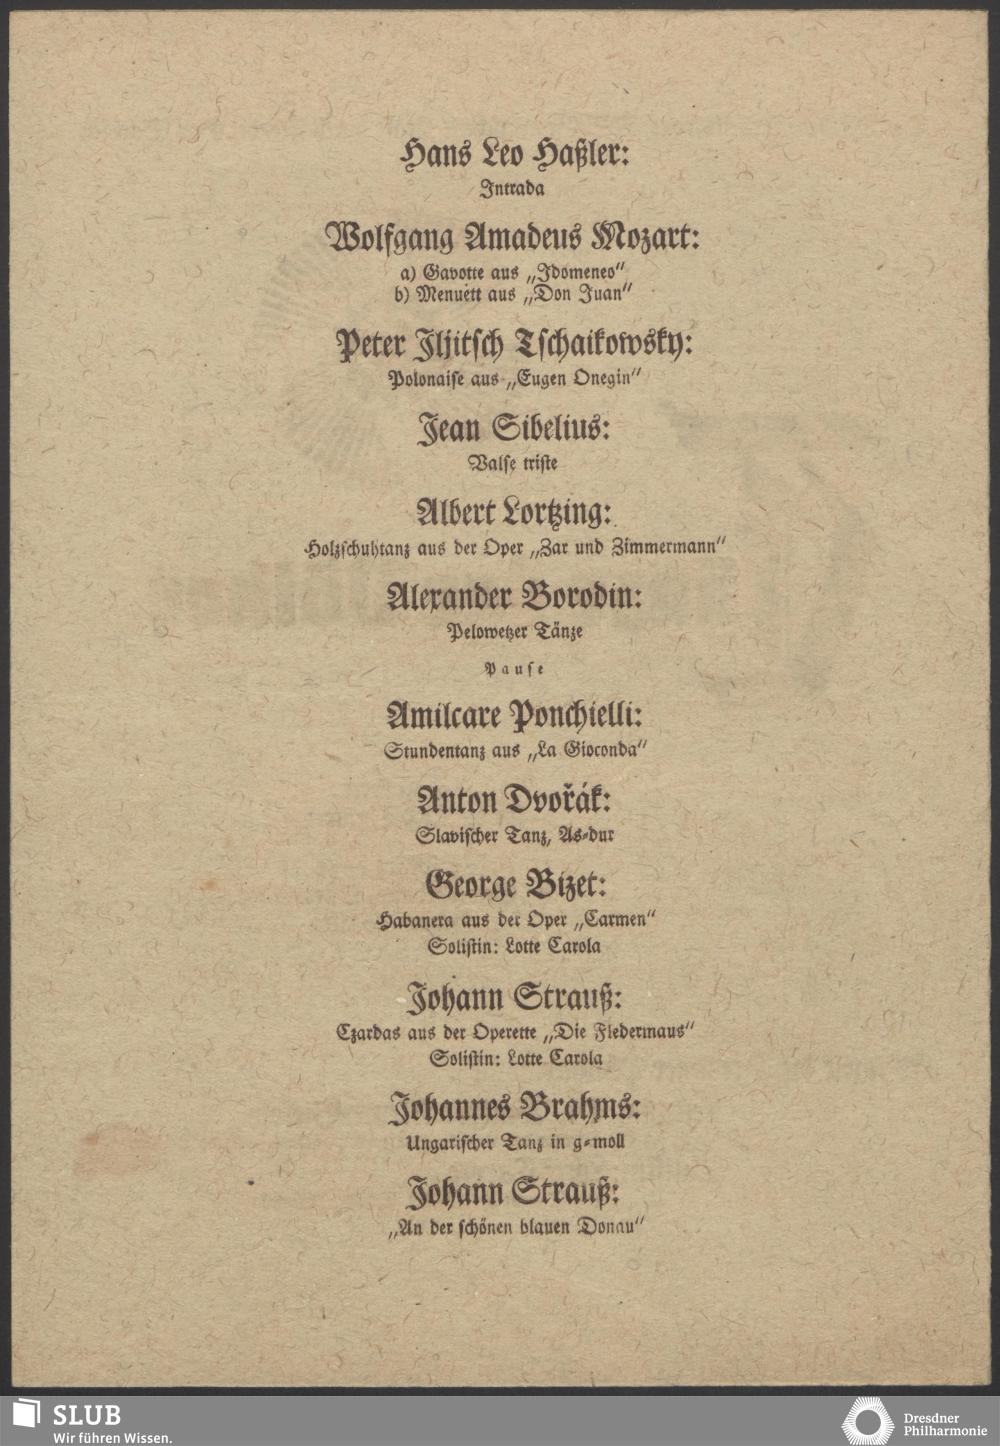 Hans Leo Haßler:
Intrada
Wolfgang Amadeus Mozart:
a) Gavotte aus „Idomeneo“
b) Menuett aus „Don Juan“
Peter Iljitsch Tschaikowsky:
Polonaise aus „Eugen Onegin“
Jean Sibelius:
Valse triste
Albert Lortzing:
Holzschuhtanz aus der Oper „Zar und Zimmermann“
Alexander Borodin:
Pelowetzer Tänze
Pause
Amilcare Ponchielli:
Stundentanz aus „La Gioconda“
Anton Dvořák:
Slavischer Tanz, As-dur
George Bizet:
Habanera aus der Oper „Carmen“
Solistin: Lotte Carola
Johann Strauß:
Czardas aus der Operette „Die Fledermaus“
Solistin: Lotte Carola
Johannes Brahms:
Ungarischer Tanz in g-moll
Johann Strauß:
„An der schönen blauen Donau“
SLUB
Wir führen Wissen.
Dresdner
Philharmonie